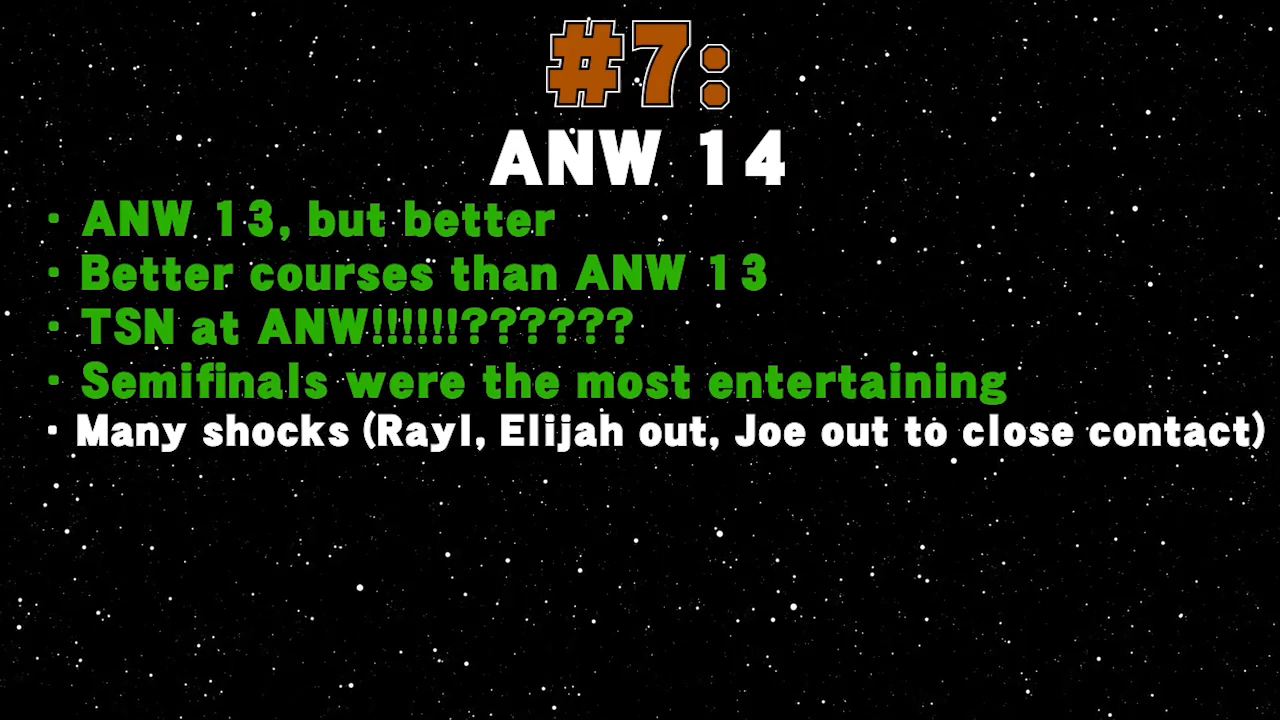 #7:
ANW 14
· ANW 13, but better
· Better courses than ANW 13
· TSN at ANW!!!!!!??????
· Semifinals were the most entertaining
· Many shocks (Rayl, Elijah out, Joe out to close contact)